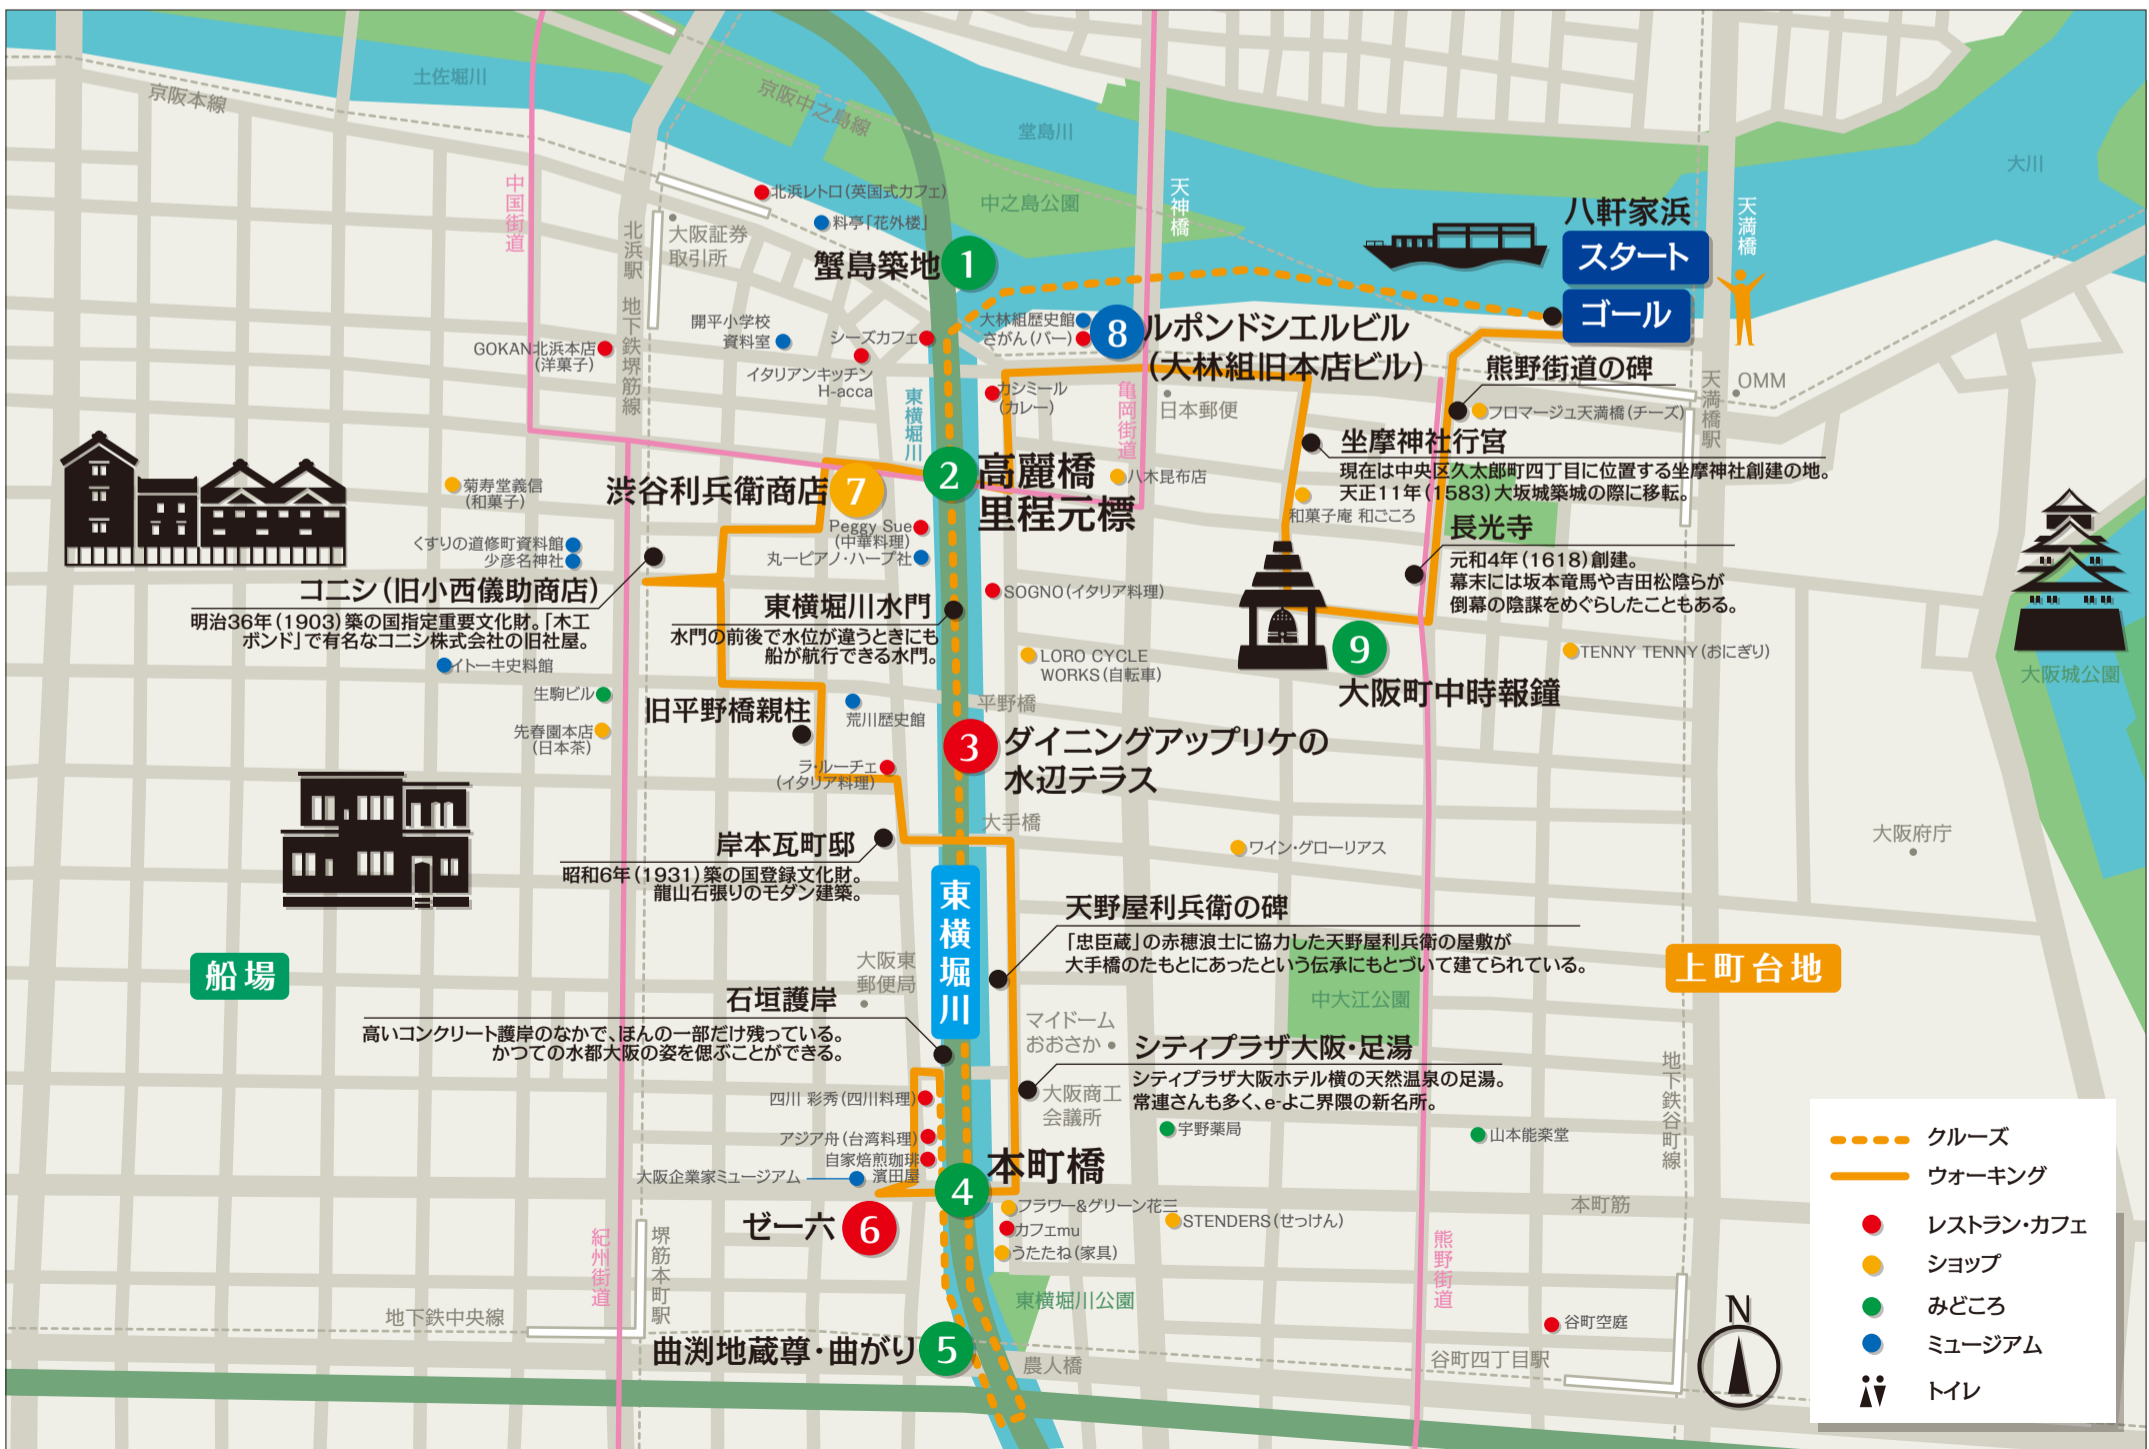 土佐堀川
京阪本線
京阪中之島線
堂島川
中之島公園
大川
中国街道
天神橋
天満橋
八軒家浜
スタート
ゴール
北浜レトロ(英国式カフェ)
料亭「花外楼」
北浜駅
大阪証券
取引所
蟹島築地
1
地下鉄堺筋線
開平小学校
資料室
シーズカフェ
大林組歴史館
さがん(バー)
8
ルポンドシエルビル
(大林組旧本店ビル)
GOKAN北浜本店
(洋菓子)
イタリアンキッチン
H-acca
熊野街道の碑
東横堀川
カシミール
(カレー)
亀岡街道
日本郵便
フロマージュ天満橋(チーズ)
天満橋駅
OMM
坐摩神社行宮
現在は中央区久太郎町四丁目に位置する坐摩神社創建の地。
天正11年(1583)大坂城築城の際に移転。
菊寿堂義信
(和菓子)
渋谷利兵衛商店
7
2
高麗橋
里程元標
八木昆布店
和菓子庵 和ごころ
長光寺
元和4年(1618)創建。
幕末には坂本竜馬や吉田松陰らが
倒幕の陰謀をめぐらしたこともある。
くすりの道修町資料館
少彦名神社
Peggy Sue
(中華料理)
丸一ピアノ・ハープ社
コニシ(旧小西儀助商店)
明治36年(1903)築の国指定重要文化財。「木工
ボンド」で有名なコニシ株式会社の旧社屋。
東横堀川水門
水門の前後で水位が違うときにも
船が航行できる水門。
SOGNO(イタリア料理)
LORO CYCLE
WORKS(自転車)
9
大阪町中時報鐘
TENNY TENNY(おにぎり)
大阪城公園
イトーキ史料館
生駒ビル
先春園本店
(日本茶)
旧平野橋親柱
荒川歴史館
平野橋
3
ダイニングアップリケの
水辺テラス
ラ・ルーチェ
(イタリア料理)
大手橋
岸本瓦町邸
昭和6年(1931)築の国登録文化財。
龍山石張りのモダン建築。
ワイン・グローリアス
大阪府庁
東横堀川
天野屋利兵衛の碑
「忠臣蔵」の赤穂浪士に協力した天野屋利兵衛の屋敷が
大手橋のたもとにあったという伝承にもとづいて建てられている。
船場
上町台地
大阪東
郵便局
石垣護岸
高いコンクリート護岸のなかで、ほんの一部だけ残っている。
かつての水都大阪の姿を偲ぶことができる。
中大江公園
マイドーム
おおさか
シティプラザ大阪・足湯
シティプラザ大阪ホテル横の天然温泉の足湯。
常連さんも多く、e-よこ界隈の新名所。
大阪商工
会議所
地下鉄谷町線
四川 彩秀(四川料理)
アジア舟(台湾料理)
自家焙煎珈琲
濱田屋
大阪企業家ミュージアム
宇野薬局
山本能楽堂
4
本町橋
ゼー六
6
フラワー&グリーン花三
カフェmu
うたたね(家具)
STENDERS(せっけん)
本町筋
紀州街道
堺筋本町駅
熊野街道
地下鉄中央線
東横堀川公園
曲渕地蔵尊・曲がり
5
農人橋
谷町空庭
谷町四丁目駅
N
クルーズ
ウォーキング
レストラン・カフェ
ショップ
みどころ
ミュージアム
トイレ